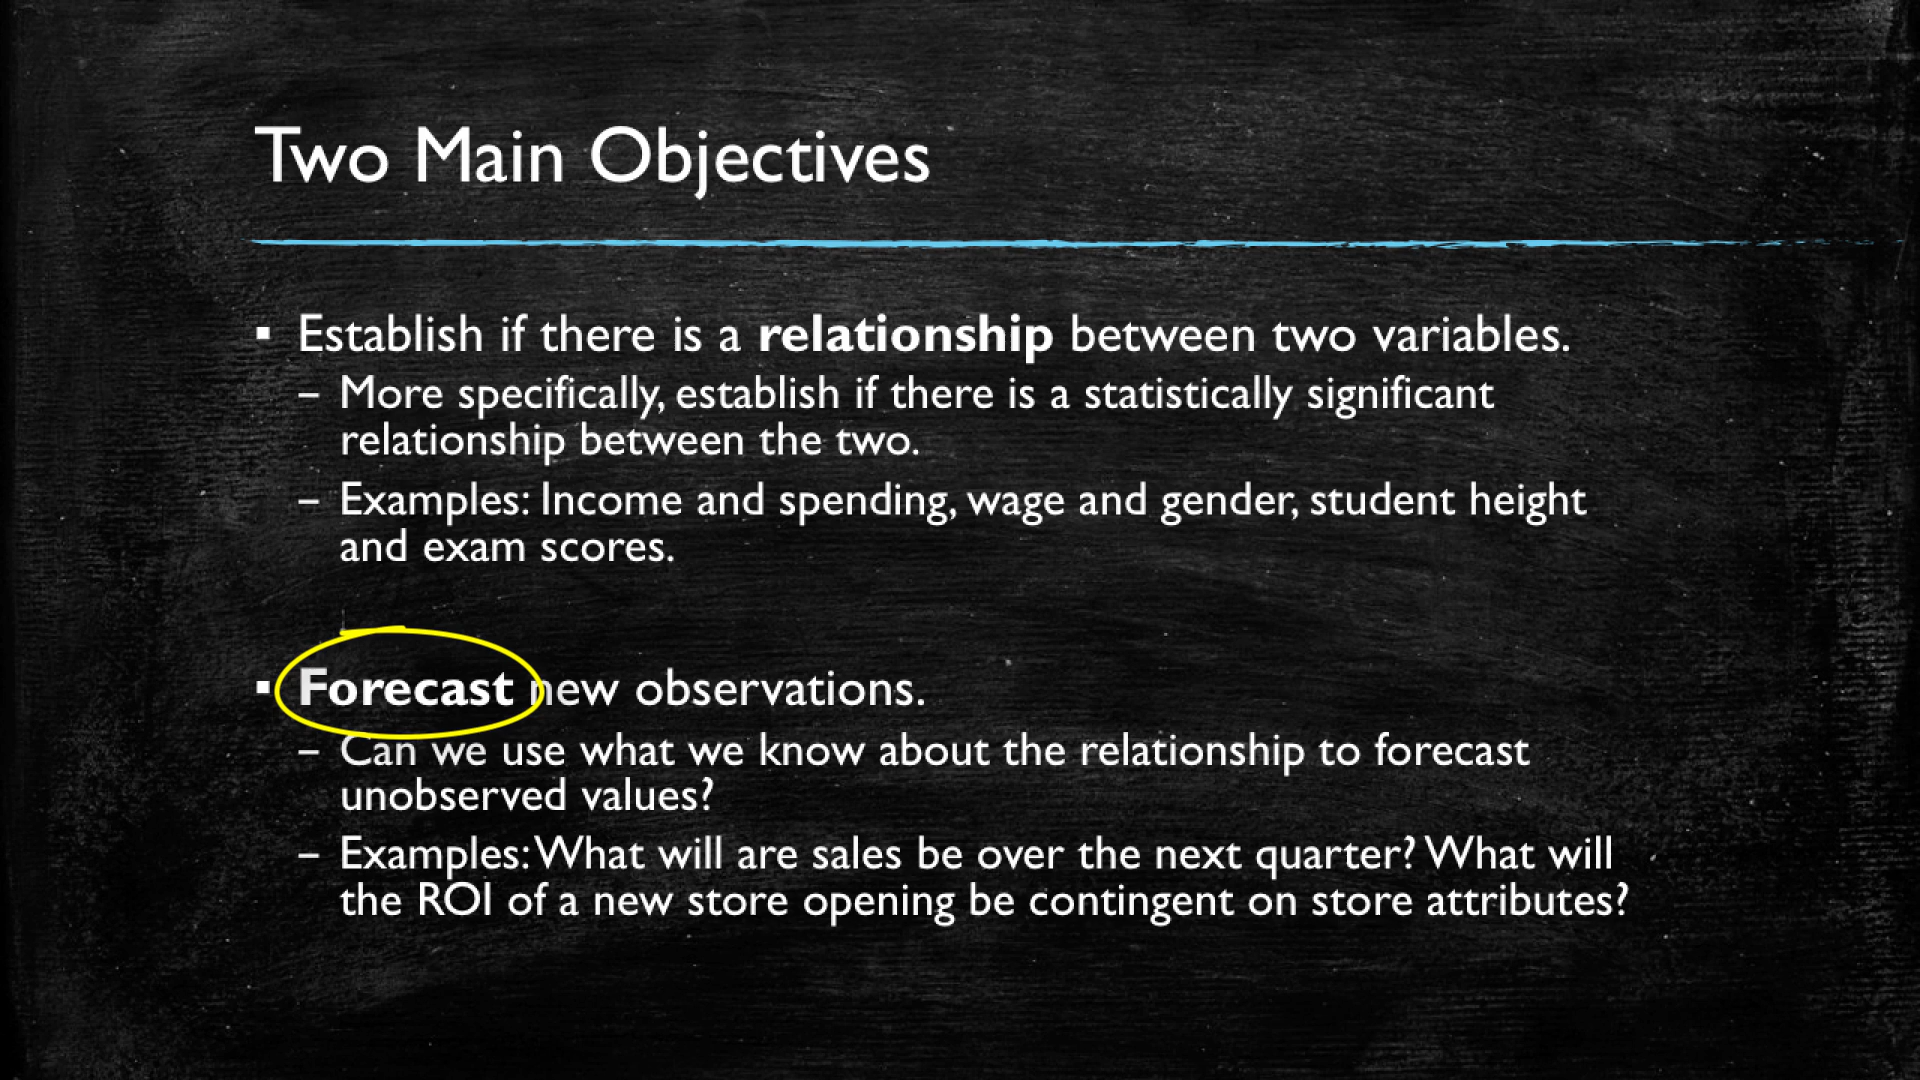 Two Main Objectives
▪ Establish if there is a relationship between two variables.
– More specifically, establish if there is a statistically significant
relationship between the two.
– Examples: Income and spending, wage and gender, student height
and exam scores.
▪ Forecast new observations.
– Can we use what we know about the relationship to forecast
unobserved values?
– Examples: What will are sales be over the next quarter? What will
the ROI of a new store opening be contingent on store attributes?